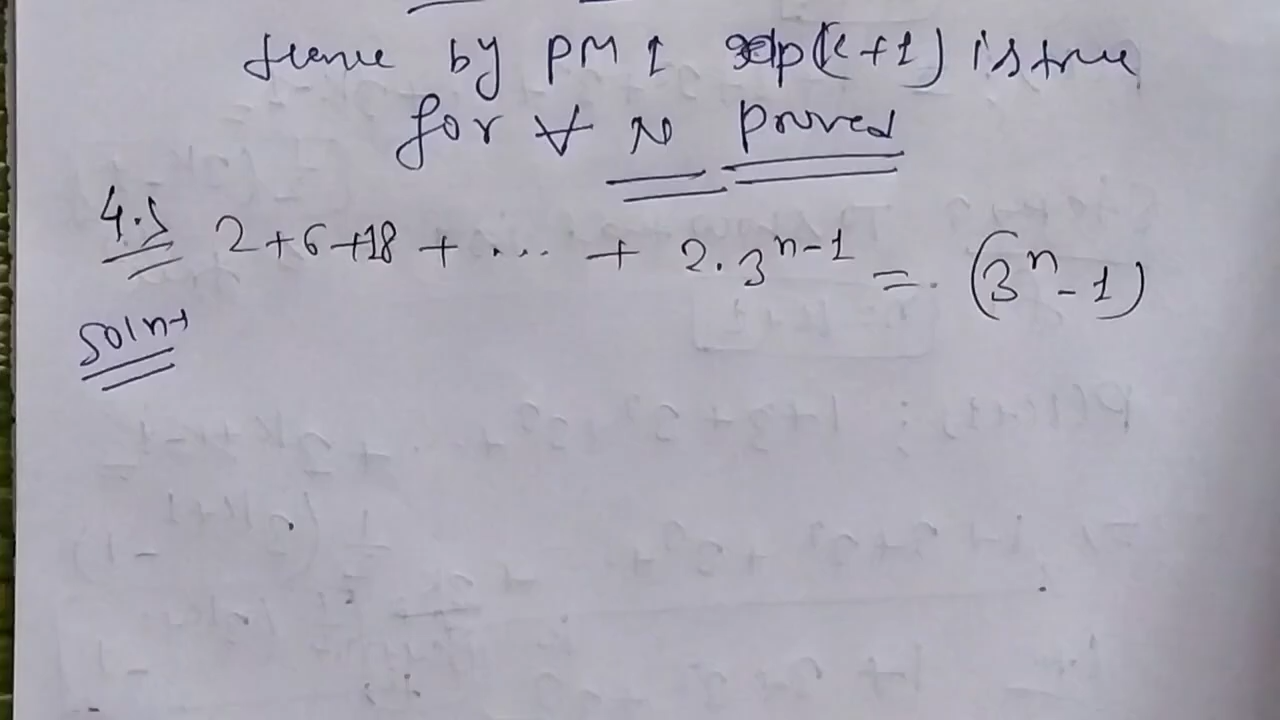 Hence by PMI p(k+1) is true
for ∀ N proved
4.> 2+6+18 + ... + 2.3^{n-1} = (3^n - 1)
Soln→